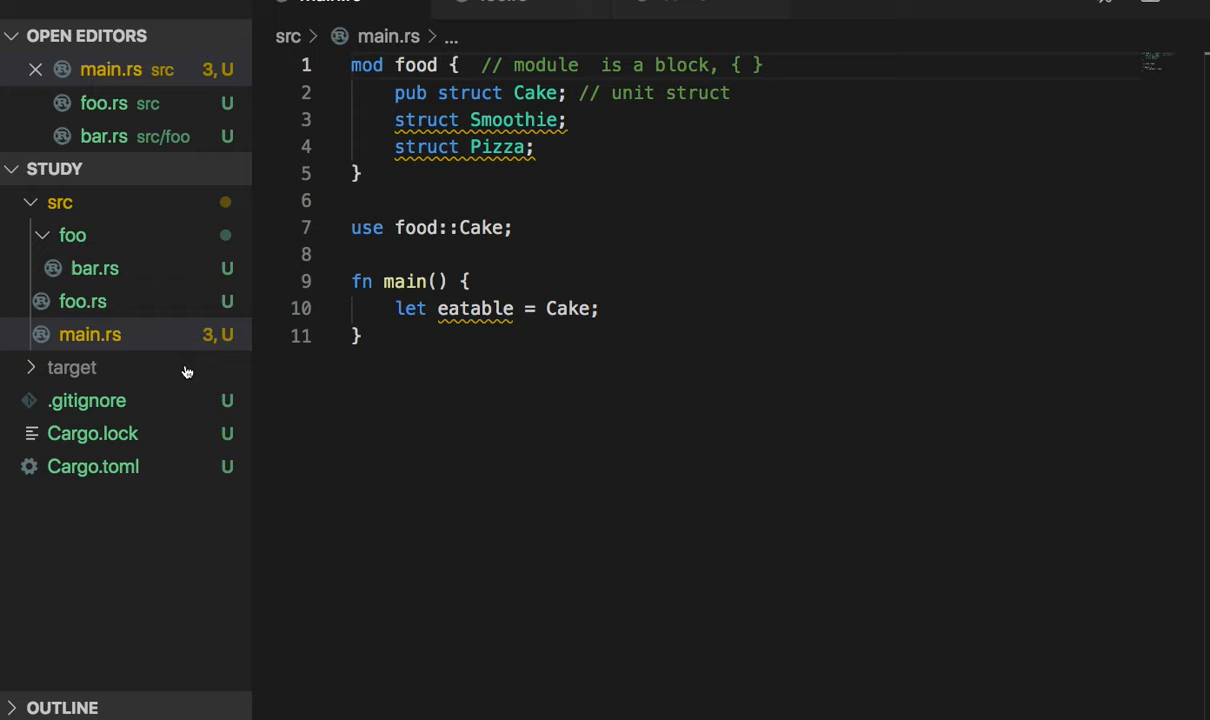 OPEN EDITORS
main.rs src 3, U
foo.rs src U
bar.rs src/foo U
STUDY
src
foo
bar.rs U
foo.rs U
main.rs 3, U
target
.gitignore U
Cargo.lock U
Cargo.toml U
OUTLINE
src > main.rs > ...
1 mod food { // module  is a block, { }
2 pub struct Cake; // unit struct
3 struct Smoothie;
4 struct Pizza;
5 }
6
7 use food::Cake;
8
9 fn main() {
10 let eatable = Cake;
11 }